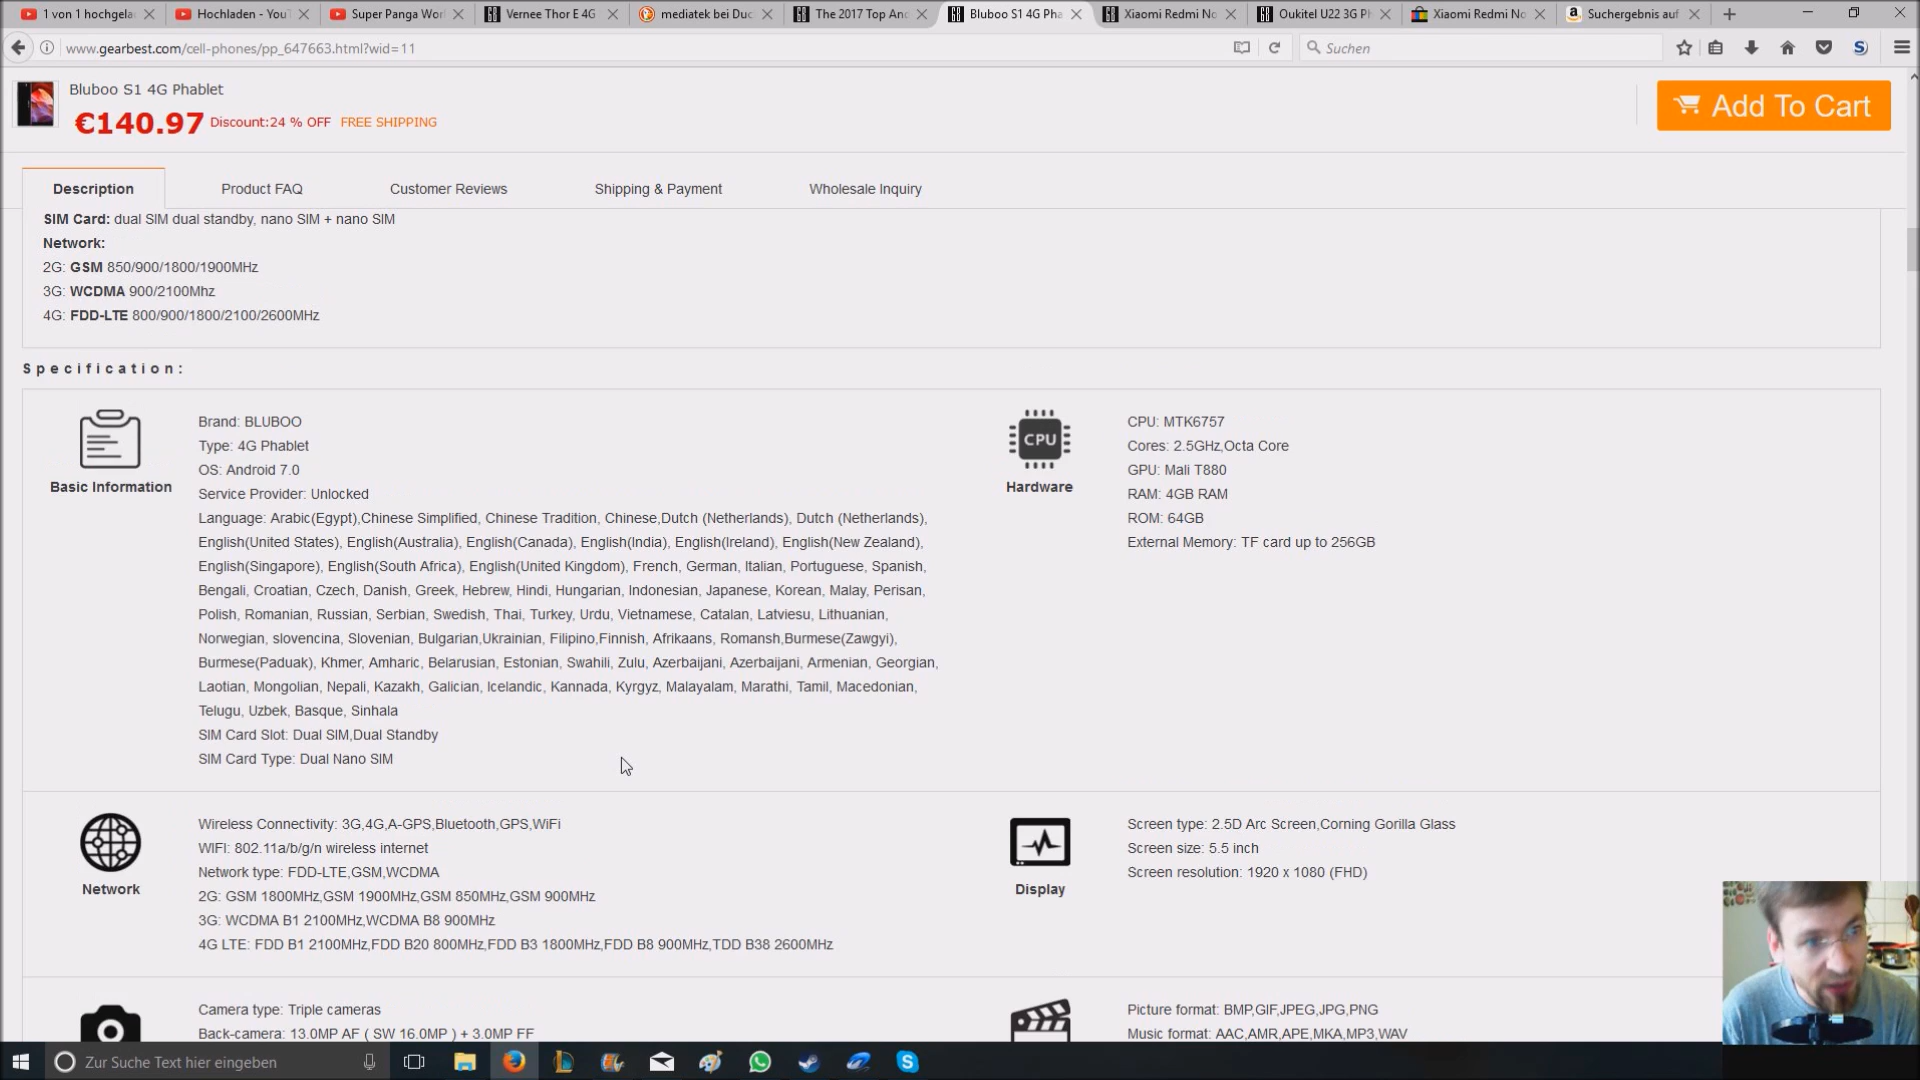 1 von 1 hochgela
Hochladen - YouT
Super Panga Wor
Vernee Thor E 4G
mediatek bei Duc
The 2017 Top And
Bluboo S1 4G Pha
Xiaomi Redmi No
Oukitel U22 3G Ph
Xiaomi Redmi No
Suchergebnis auf
www.gearbest.com/cell-phones/pp_647663.html?wid=11
Suchen
Bluboo S1 4G Phablet
€140.97 Discount:24 % OFF FREE SHIPPING
Add To Cart
Description
Product FAQ
Customer Reviews
Shipping & Payment
Wholesale Inquiry
SIM Card: dual SIM dual standby, nano SIM + nano SIM
Network:
2G: GSM 850/900/1800/1900MHz
3G: WCDMA 900/2100Mhz
4G: FDD-LTE 800/900/1800/2100/2600MHz
Specification:
Basic Information
Brand: BLUBOO
Type: 4G Phablet
OS: Android 7.0
Service Provider: Unlocked
Language: Arabic(Egypt),Chinese Simplified, Chinese Tradition, Chinese,Dutch (Netherlands), Dutch (Netherlands),
English(United States), English(Australia), English(Canada), English(India), English(Ireland), English(New Zealand),
English(Singapore), English(South Africa), English(United Kingdom), French, German, Italian, Portuguese, Spanish,
Bengali, Croatian, Czech, Danish, Greek, Hebrew, Hindi, Hungarian, Indonesian, Japanese, Korean, Malay, Perisan,
Polish, Romanian, Russian, Serbian, Swedish, Thai, Turkey, Urdu, Vietnamese, Catalan, Latviesu, Lithuanian,
Norwegian, slovencina, Slovenian, Bulgarian,Ukrainian, Filipino,Finnish, Afrikaans, Romansh,Burmese(Zawgyi),
Burmese(Paduak), Khmer, Amharic, Belarusian, Estonian, Swahili, Zulu, Azerbaijani, Azerbaijani, Armenian, Georgian,
Laotian, Mongolian, Nepali, Kazakh, Galician, Icelandic, Kannada, Kyrgyz, Malayalam, Marathi, Tamil, Macedonian,
Telugu, Uzbek, Basque, Sinhala
SIM Card Slot: Dual SIM,Dual Standby
SIM Card Type: Dual Nano SIM
CPU
Hardware
CPU: MTK6757
Cores: 2.5GHz,Octa Core
GPU: Mali T880
RAM: 4GB RAM
ROM: 64GB
External Memory: TF card up to 256GB
Network
Wireless Connectivity: 3G,4G,A-GPS,Bluetooth,GPS,WiFi
WIFI: 802.11a/b/g/n wireless internet
Network type: FDD-LTE,GSM,WCDMA
2G: GSM 1800MHz,GSM 1900MHz,GSM 850MHz,GSM 900MHz
3G: WCDMA B1 2100MHz,WCDMA B8 900MHz
4G LTE: FDD B1 2100MHz,FDD B20 800MHz,FDD B3 1800MHz,FDD B8 900MHz,TDD B38 2600MHz
Display
Screen type: 2.5D Arc Screen,Corning Gorilla Glass
Screen size: 5.5 inch
Screen resolution: 1920 x 1080 (FHD)
Camera type: Triple cameras
Back-camera: 13.0MP AF ( SW 16.0MP ) + 3.0MP FF
Picture format: BMP,GIF,JPEG,JPG,PNG
Music format: AAC,AMR,APE,MKA,MP3,WAV
Zur Suche Text hier eingeben